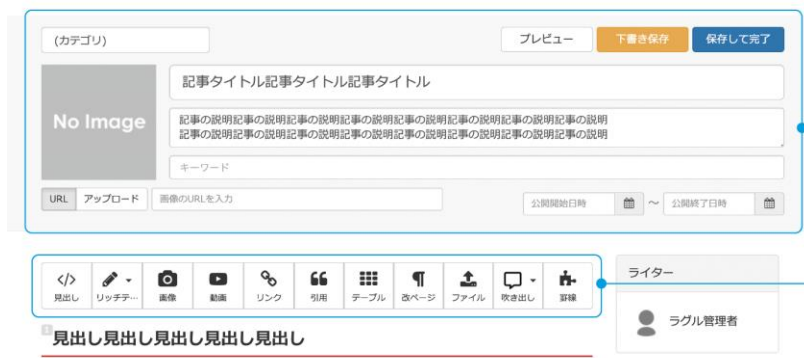 (カテゴリ)
プレビュー
下書き保存
保存して完了
No Image
記事タイトル記事タイトル記事タイトル
記事の説明記事の説明記事の説明記事の説明記事の説明記事の説明記事の説明記事の説明
記事の説明記事の説明記事の説明記事の説明記事の説明記事の説明記事の説明記事の説明
キーワード
URL
アップロード
画像のURLを入力
公開開始日時
～
公開終了日時
見出し
リッチテ…
画像
動画
リンク
引用
テーブル
改ページ
ファイル
吹き出し
罫線
ライター
ラグル管理者
見出し見出し見出し見出し見出し